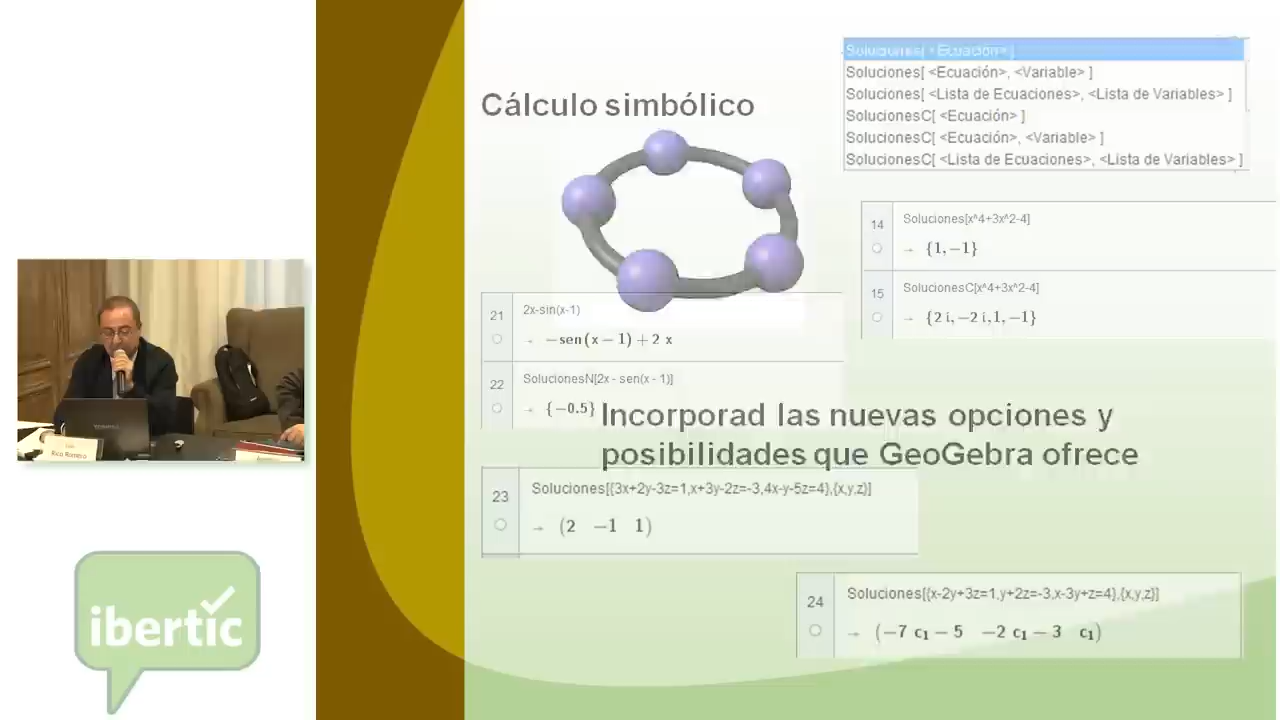 Soluciones[ <Ecuación> ]
Soluciones[ <Ecuación>, <Variable> ]
Soluciones[ <Lista de Ecuaciones>, <Lista de Variables> ]
SolucionesC[ <Ecuación> ]
SolucionesC[ <Ecuación>, <Variable> ]
SolucionesC[ <Lista de Ecuaciones>, <Lista de Variables> ]
Cálculo simbólico
14
Soluciones[x^4+3x^2-4]
→ {1, −1}
15
SolucionesC[x^4+3x^2-4]
→ {2 i, −2 i, 1, −1}
21
2x-sin(x-1)
→ −sen(x − 1) + 2 x
22
SolucionesN[2x - sen(x - 1)]
→ {−0.5}
Incorporad las nuevas opciones y
posibilidades que GeoGebra ofrece
23
Soluciones[{3x+2y-3z=1,x+3y-2z=-3,4x-y-5z=4},{x,y,z}]
→ (2 −1 1)
24
Soluciones[{x-2y+3z=1,y+2z=-3,x-3y+z=4},{x,y,z}]
→ (−7 c₁ − 5 −2 c₁ − 3 c₁)
Rico Romero
ibertic